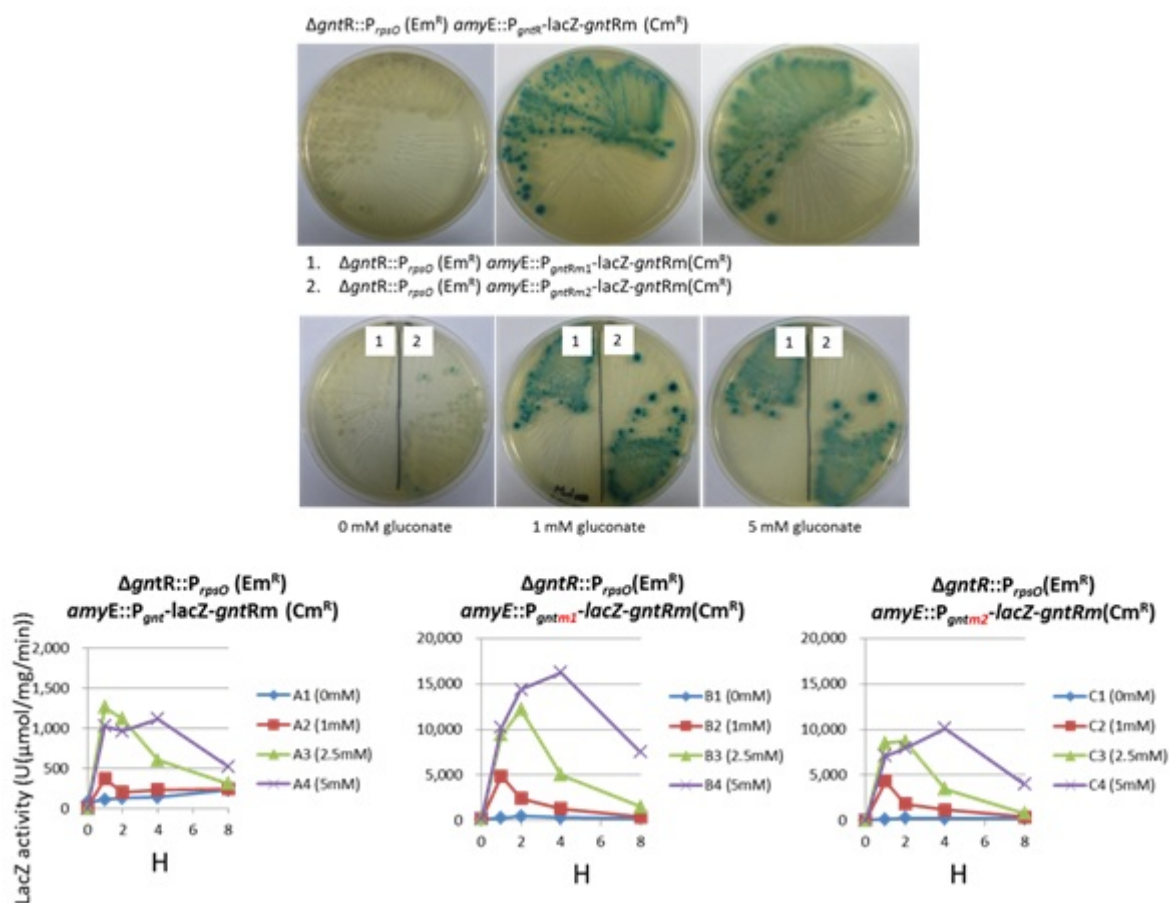 ΔgntR::PrpsO (EmR) amyE::PgntR-lacZ-gntRm (CmR)
1. ΔgntR::PrpsO (EmR) amyE::PgntRm1-lacZ-gntRm(CmR)
2. ΔgntR::PrpsO (EmR) amyE::PgntRm2-lacZ-gntRm(CmR)
1 2
1 2
1 2
0 mM gluconate
1 mM gluconate
5 mM gluconate
ΔgntR::PrpsO (EmR)
amyE::Pgnt-lacZ-gntRm (CmR)
LacZ activity (U(μmol/mg/min))
2,000
1,500
1,000
500
0
0 2 4 6 8
H
A1 (0mM)
A2 (1mM)
A3 (2.5mM)
A4 (5mM)
ΔgntR::PrpsO(EmR)
amyE::Pgntm1-lacZ-gntRm(CmR)
20,000
15,000
10,000
5,000
0
0 2 4 6 8
H
B1 (0mM)
B2 (1mM)
B3 (2.5mM)
B4 (5mM)
ΔgntR::PrpsO(EmR)
amyE::Pgntm2-lacZ-gntRm(CmR)
20,000
15,000
10,000
5,000
0
0 2 4 6 8
H
C1 (0mM)
C2 (1mM)
C3 (2.5mM)
C4 (5mM)